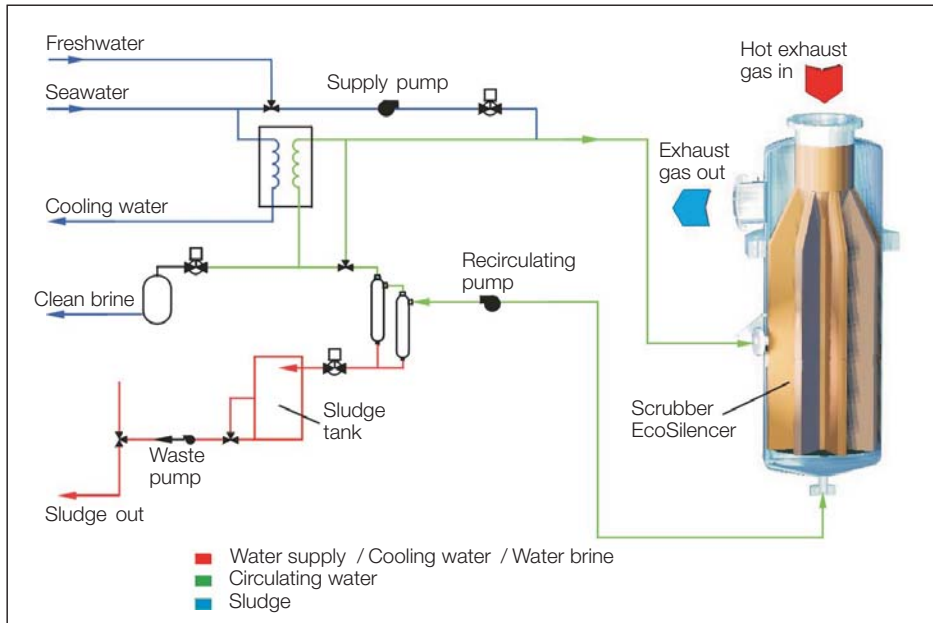 Freshwater
Seawater
Supply pump
Hot exhaust
gas in
Exhaust
gas out
Cooling water
Recirculating
pump
Clean brine
Sludge
tank
Scrubber
EcoSilencer
Waste
pump
Sludge out
Water supply / Cooling water / Water brine
Circulating water
Sludge